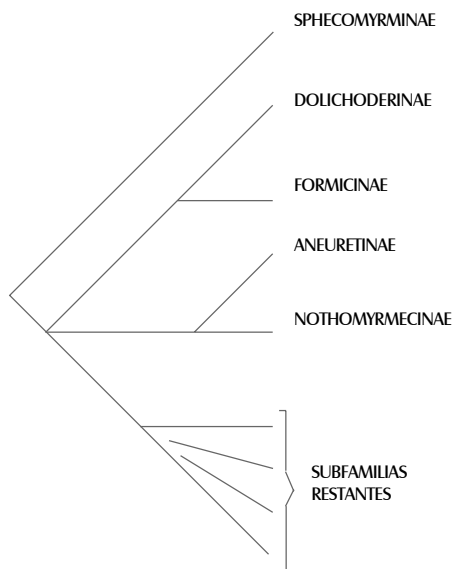 SPHECOMYRMINAE
DOLICHODERINAE
FORMICINAE
ANEURETINAE
NOTHOMYRMECINAE
SUBFAMILIAS
RESTANTES